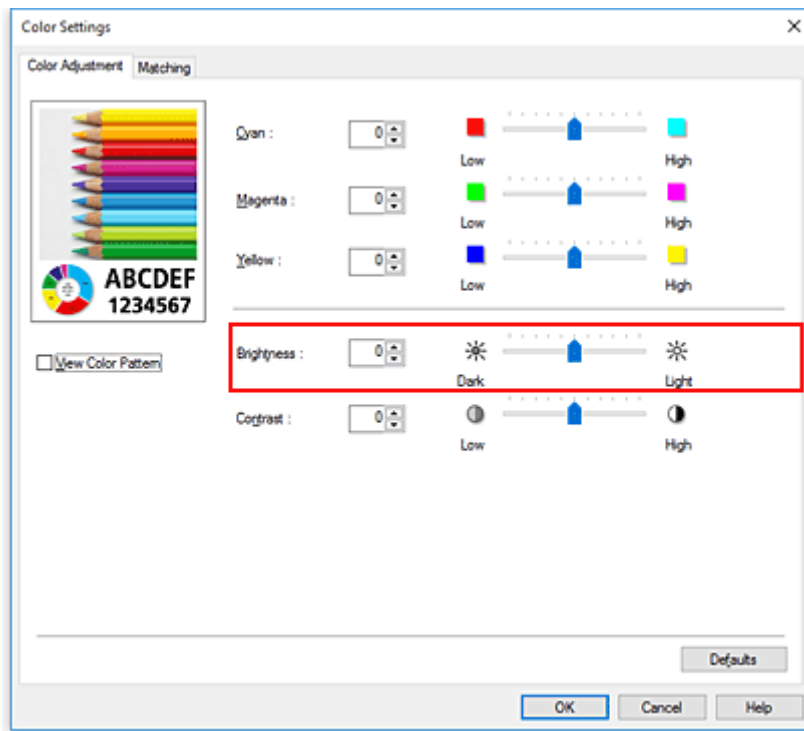 Color Settings
Color Adjustment Matching
Cyan : 0
Low High
Magenta : 0
Low High
Yellow : 0
Low High
ABCDEF
1234567
View Color Pattern
Brightness : 0
Dark Light
Contrast : 0
Low High
Defaults
OK Cancel Help